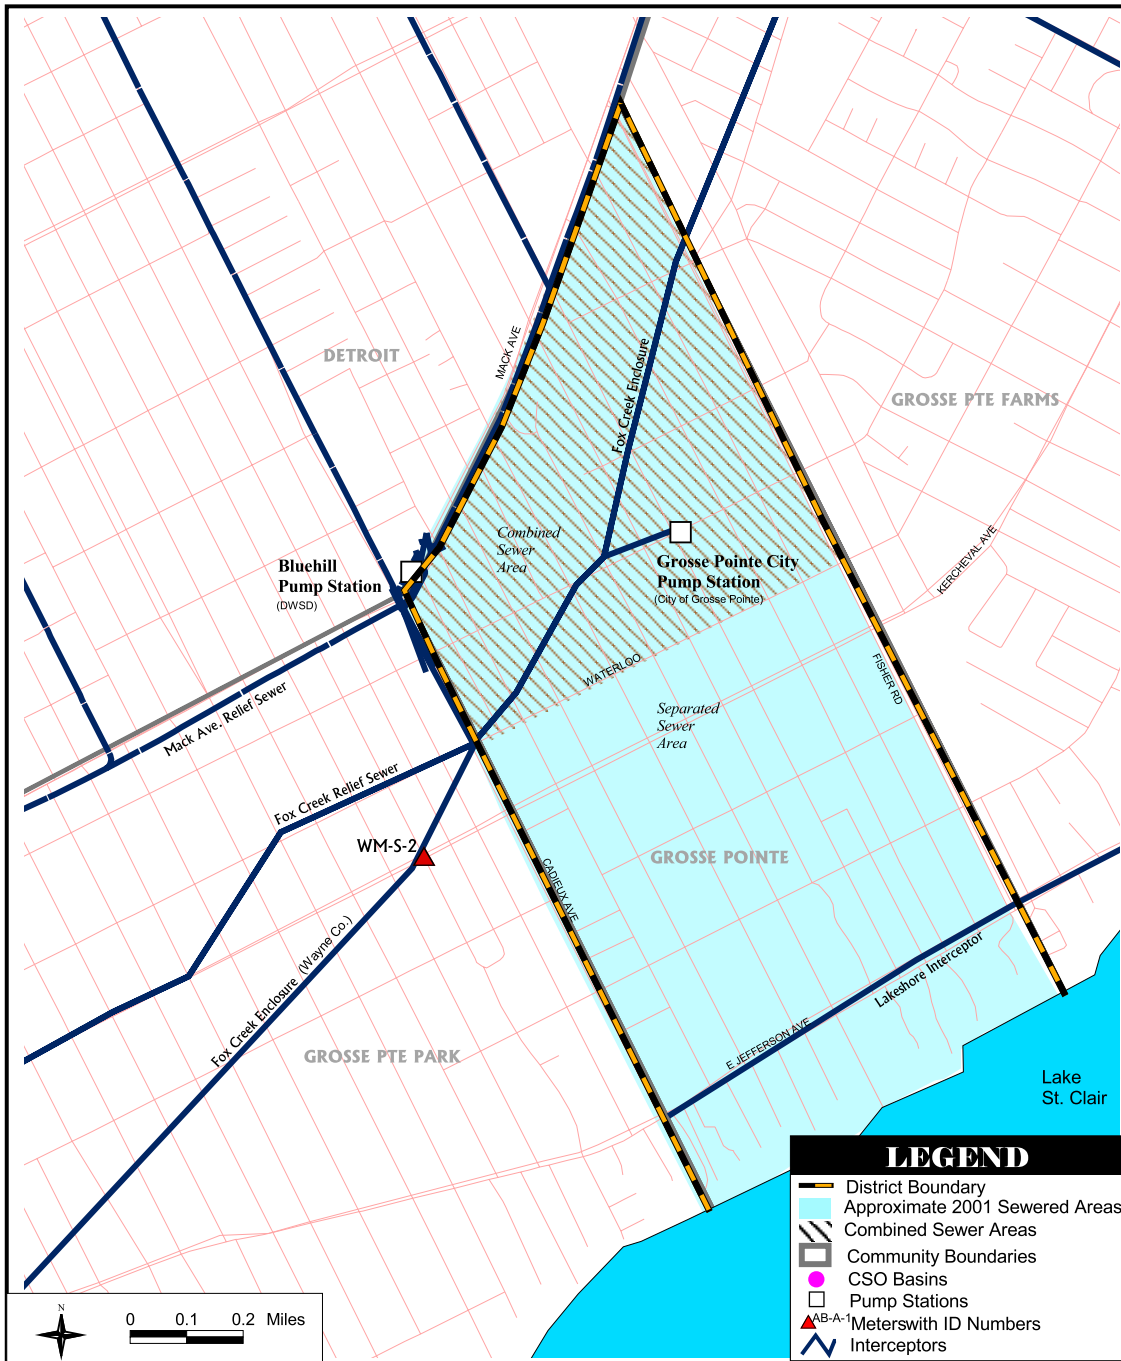 DETROIT
MACK AVE
Fox Creek Enclosure
GROSSE PTE FARMS
Combined
Sewer
Area
Bluehill
Pump Station
(DWSD)
Grosse Pointe City
Pump Station
(City of Grosse Pointe)
KERCHEVAL AVE
WATERLOO
FISHER RD
Separated
Sewer
Area
Mack Ave. Relief Sewer
Fox Creek Relief Sewer
WM-S-2
CADIEUX AVE
GROSSE POINTE
Fox Creek Enclosure (Wayne Co.)
Lakeshore Interceptor
E JEFFERSON AVE
GROSSE PTE PARK
Lake
St. Clair
LEGEND
District Boundary
Approximate 2001 Sewered Areas
Combined Sewer Areas
Community Boundaries
CSO Basins
Pump Stations
AB-A-1 Meterswith ID Numbers
Interceptors
N
0 0.1 0.2 Miles